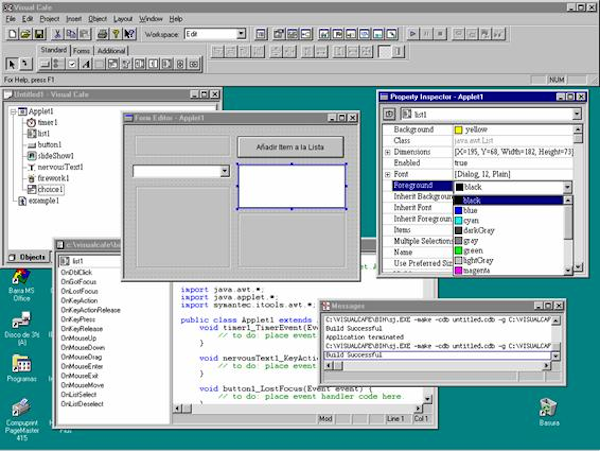 Visual Cafe
File Edit Project Insert Object Layout Window Help
Workspace: Edit
Standard Forms Additional
For Help, press F1
NUM
Untitled1 - Visual Cafe
Applet1
timer1
list1
button1
slideShow1
nervousText1
firework1
choice1
example1
Objects
Form Editor - Applet1
Añadir Item a la Lista
Property Inspector - Applet1
list1
Background yellow
Class java.awt.List
Dimensions [X=195, Y=68, Width=182, Height=73]
Enabled true
Font [Dialog, 12, Plain]
Foreground black
Inherit Background
Inherit Font
Inherit Foreground
Items
Multiple Selections
Name
Use Preferred Size
black
blue
cyan
darkGray
gray
green
lightGray
magenta
c:\visualcafe\bi
list1
OnDblClick
OnGotFocus
OnLostFocus
OnKeyAction
OnKeyActionRelease
OnKeyPress
OnKeyRelease
OnMouseUp
OnMouseDown
OnMouseDrag
OnMouseEnter
OnMouseExit
OnMouseMove
OnListSelect
OnListDeselect
import java.awt.*;
import java.applet.*;
import symantec.itools.awt.*;
public class Applet1 extends
void timer1_TimerEvent(Eve
// to do: place event
void nervousText1_KeyActio
// to do: place event
void button1_LostFocus(Event event) {
// to do: place event handler code here
Mod Line 1 Col 1
Messages
C:\VISUALCAFE\BIN\sj.EXE -make -cdb untitled.cdb -g C:\VISUALCAF
Build Successful
Application terminated
C:\VISUALCAFE\BIN\sj.EXE -make -cdb untitled.cdb -g C:\VISUALCAF
Build Successful
Barra MS
Office
Disco de 3½
(A)
Programas
Compuprint
PageMaster
415
Basura